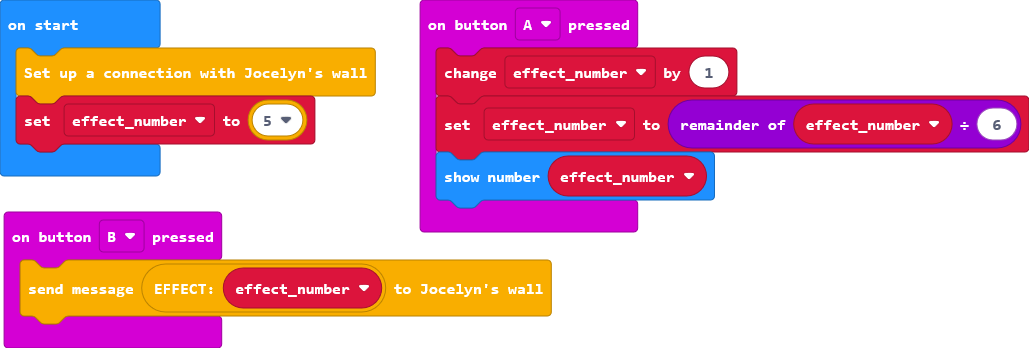 on start
Set up a connection with Jocelyn's wall
set effect_number to 5
on button A pressed
change effect_number by 1
set effect_number to remainder of effect_number ÷ 6
show number effect_number
on button B pressed
send message EFFECT: effect_number to Jocelyn's wall